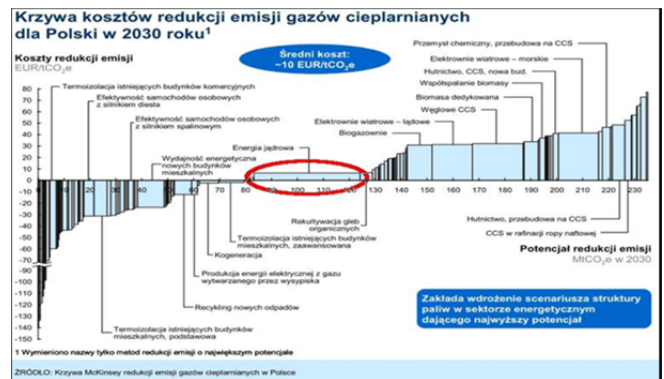 Krzywa kosztów redukcji emisji gazów cieplarnianych
dla Polski w 2030 roku¹
Koszty redukcji emisji
EUR/tCO₂e
Średni koszt:
~10 EUR/tCO₂e
80
70
60
50
40
30
20
10
0
-10
-20
-30
-40
-50
-60
-70
-80
-90
-100
-110
-120
-130
-140
-150
Termoizolacja istniejących budynków komercyjnych
Efektywność samochodów osobowych
z silnikiem diesla
Efektywność samochodów osobowych
z silnikiem spalinowym
Wydajność energetyczna
nowych budynków
mieszkalnych
Energia jądrowa
Biogazownie
Elektrownie wiatrowe – lądowe
Węglowe CCS
Biomasa dedykowana
Współspalanie biomasy
Hutnictwo, CCS, nowa bud.
Elektrownie wiatrowe – morskie
Przemysł chemiczny, przebudowa na CCS
10 20 30 40 50 60 70 80 90 100 110 120 130 140 150 160 170 180 190 200 210 220 230
Rekultywacja gleb
organicznych
Termoizolacja istniejących budynków
mieszkalnych, zaawansowana
Kogeneracja
Produkcja energii elektrycznej z gazu
wytwarzanego przez wysypiska
Recykling nowych odpadów
Termoizolacja istniejących budynków
mieszkalnych, podstawowa
Hutnictwo, przebudowa na CCS
CCS w rafinacji ropy naftowej
Potencjał redukcji emisji
MtCO₂e w 2030
Zakłada wdrożenie scenariusza struktury
paliw w sektorze energetycznym
dającego najwyższy potencjał
1 Wymieniono nazwy tylko metod redukcji emisji o największym potencjale
ŹRÓDŁO: Krzywa McKinsey redukcji emisji gazów cieplarnianych w Polsce